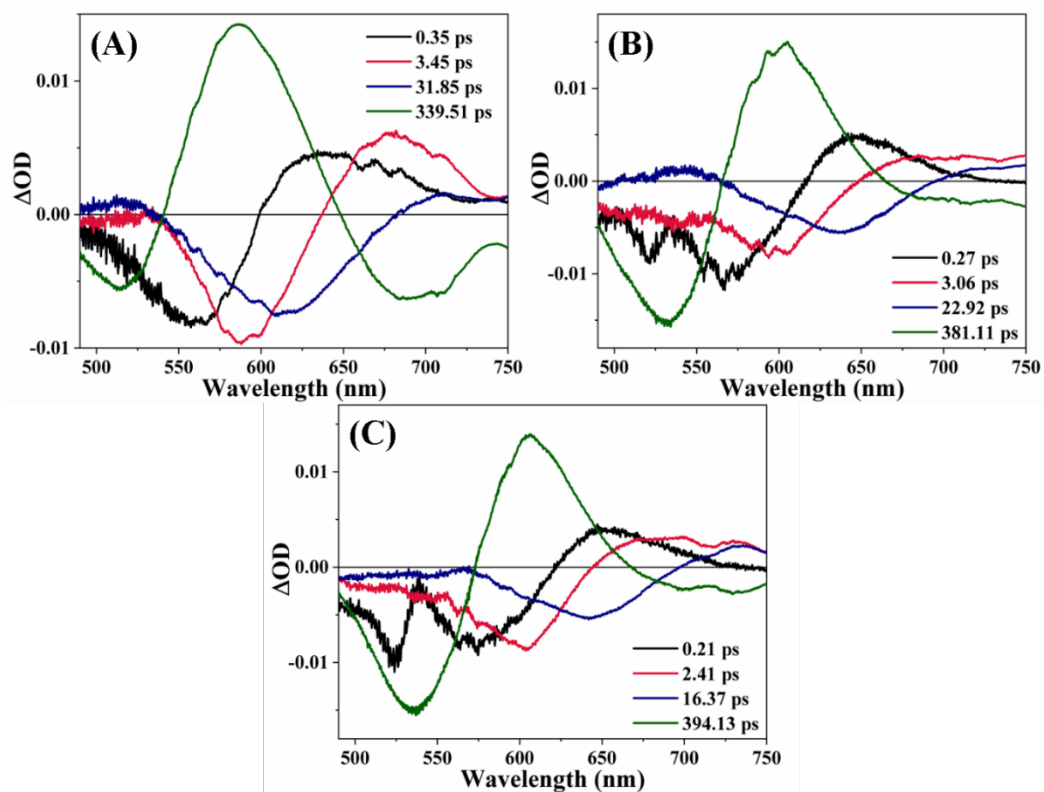 (A)
0.35 ps
3.45 ps
31.85 ps
339.51 ps
0.01
0.00
-0.01
ΔOD
500 550 600 650 700 750
Wavelength (nm)
(B)
0.27 ps
3.06 ps
22.92 ps
381.11 ps
0.01
0.00
-0.01
ΔOD
500 550 600 650 700 750
Wavelength (nm)
(C)
0.21 ps
2.41 ps
16.37 ps
394.13 ps
0.01
0.00
-0.01
ΔOD
500 550 600 650 700 750
Wavelength (nm)